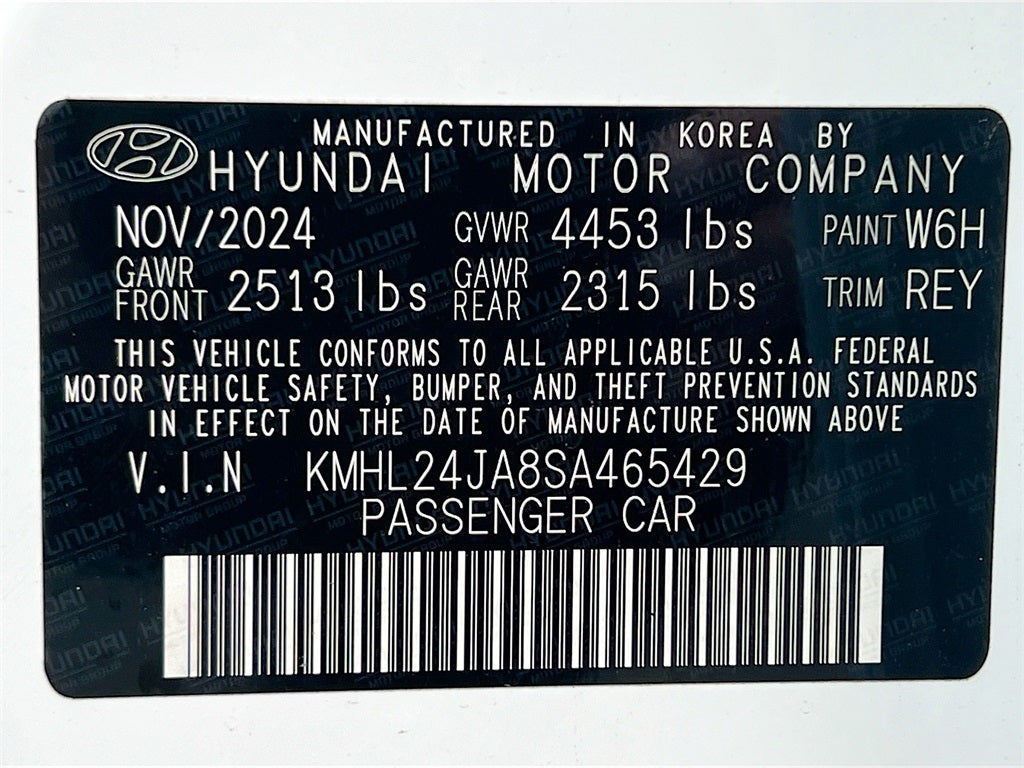 MANUFACTURED IN KOREA BY
HYUNDAI MOTOR COMPANY
NOV/2024 GVWR 4453 lbs PAINT W6H
GAWR FRONT 2513 lbs GAWR REAR 2315 lbs TRIM REY
THIS VEHICLE CONFORMS TO ALL APPLICABLE U.S.A. FEDERAL
MOTOR VEHICLE SAFETY, BUMPER, AND THEFT PREVENTION STANDARDS
IN EFFECT ON THE DATE OF MANUFACTURE SHOWN ABOVE
V.I.N KMHL24JA8SA465429
PASSENGER CAR